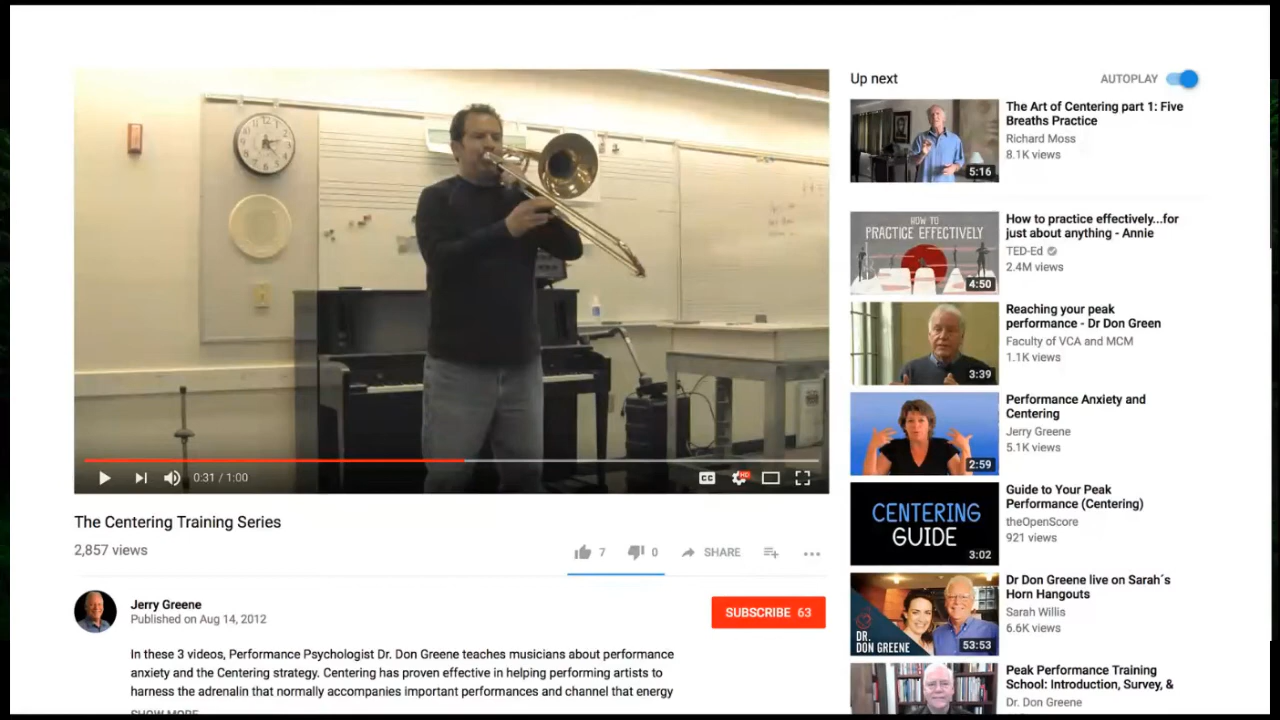 Up next
AUTOPLAY
The Art of Centering part 1: Five
Breaths Practice
Richard Moss
8.1K views
5:16
HOW TO
PRACTICE EFFECTIVELY
4:50
How to practice effectively...for
just about anything - Annie
TED-Ed
2.4M views
3:39
Reaching your peak
performance - Dr Don Green
Faculty of VCA and MCM
1.1K views
2:59
Performance Anxiety and
Centering
Jerry Greene
5.1K views
CENTERING
GUIDE
3:02
Guide to Your Peak
Performance (Centering)
theOpenScore
921 views
DR.
DON GREENE
53:53
Dr Don Greene live on Sarah´s
Horn Hangouts
Sarah Willis
6.6K views
Peak Performance Training
School: Introduction, Survey, &
Dr. Don Greene
0:31 / 1:00
CC
HD
The Centering Training Series
2,857 views
7
0
SHARE
Jerry Greene
Published on Aug 14, 2012
SUBSCRIBE 63
In these 3 videos, Performance Psychologist Dr. Don Greene teaches musicians about performance
anxiety and the Centering strategy. Centering has proven effective in helping performing artists to
harness the adrenalin that normally accompanies important performances and channel that energy
SHOW MORE